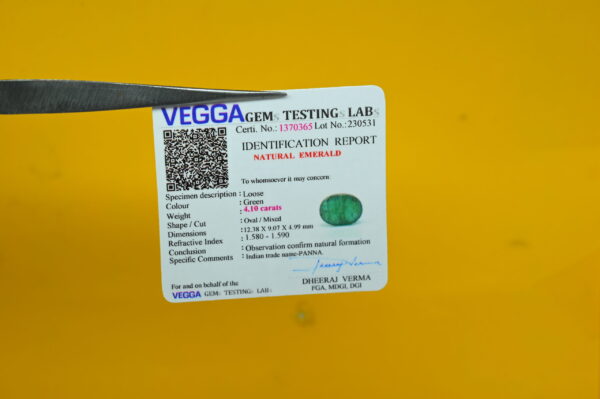 VEGGA GEMS TESTING LABS
Certi. No.: 1370365 Lot No.:230531
IDENTIFICATION REPORT
NATURAL EMERALD
To whomsoever it may concern:
Specimen description : Loose
Colour : Green
Weight : 4.10 carats
Shape / Cut : Oval / Mixed
Dimensions : 12.38 X 9.07 X 4.99 mm
Refractive Index : 1.580 - 1.590
Conclusion : Observation confirm natural formation
Specific Comments : Indian trade name-PANNA.
For and on behalf of the
VEGGA GEMS TESTING LABS
DHEERAJ VERMA
FGA, MDGI, DGI